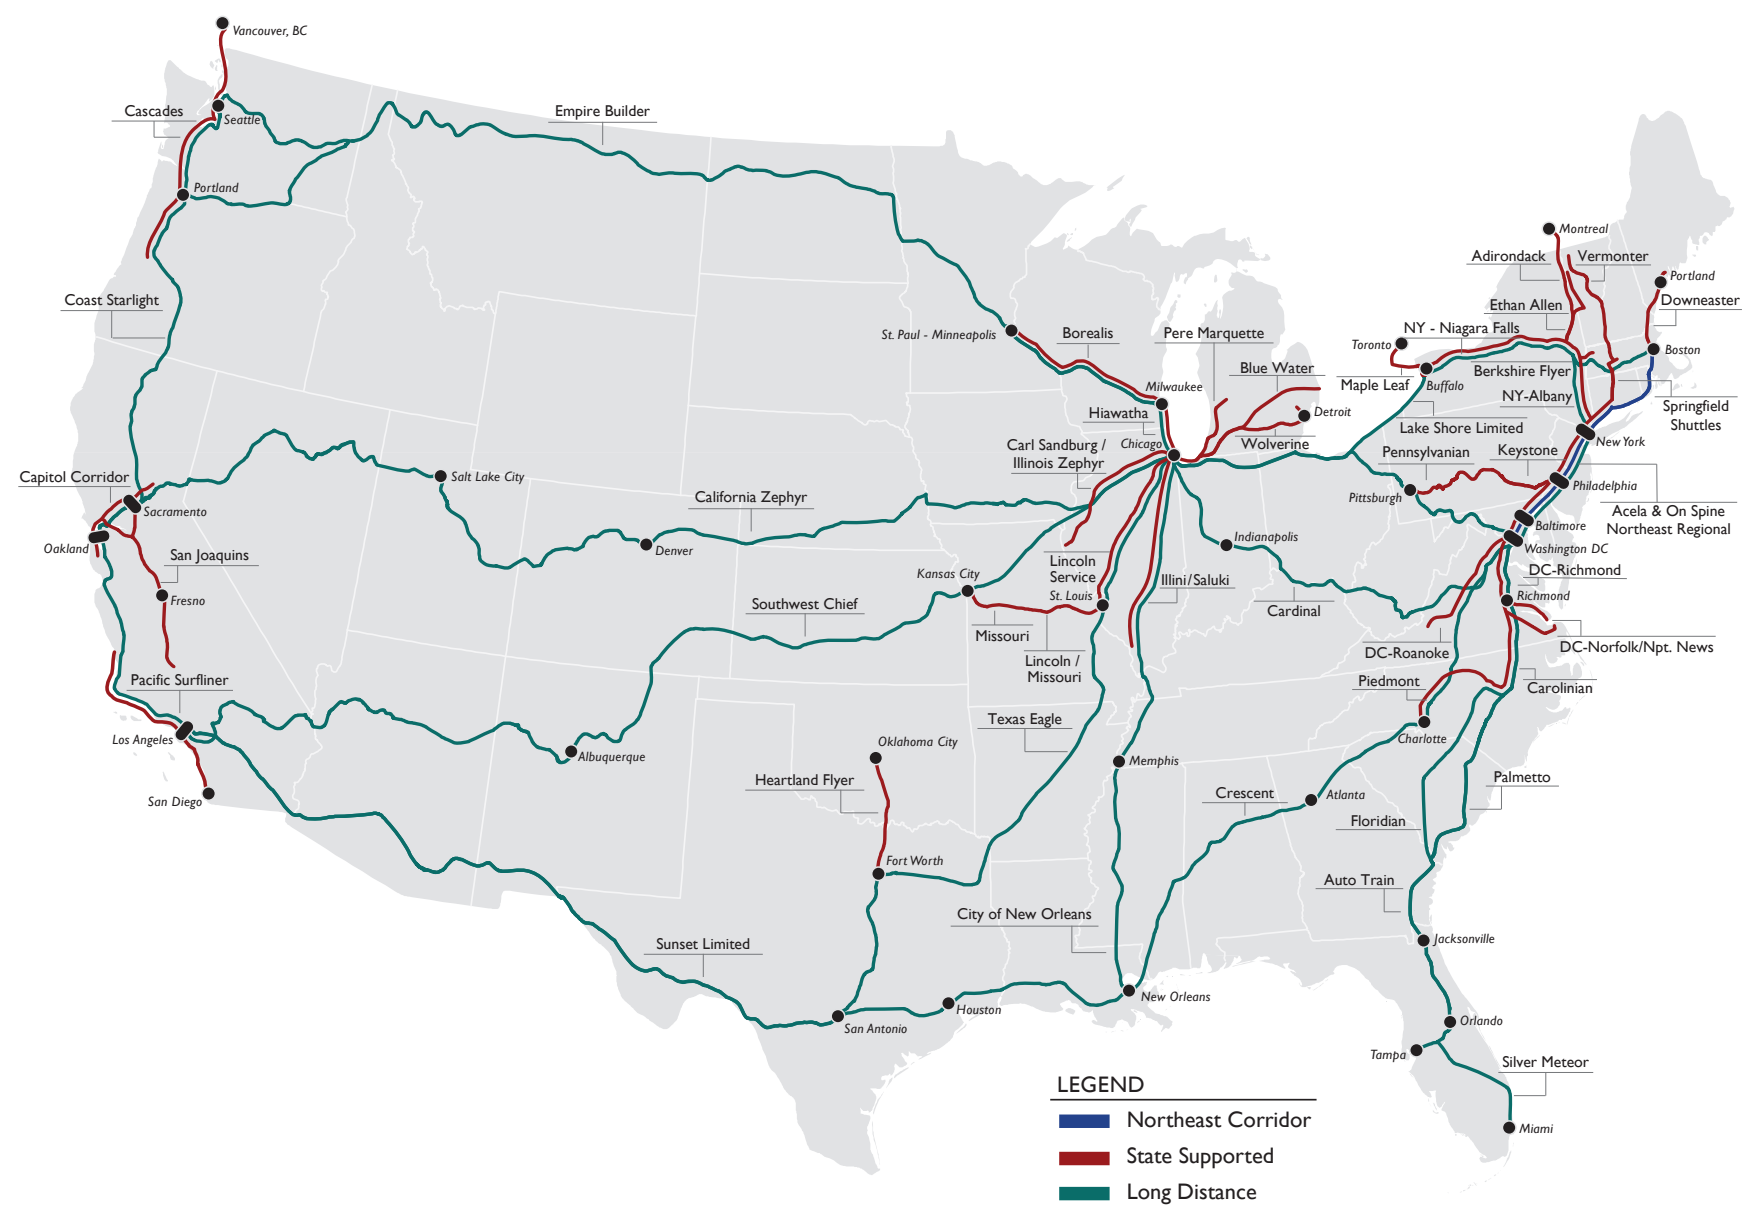 Vancouver, BC
Cascades
Seattle
Empire Builder
Portland
Montreal
Adirondack
Vermonter
Portland
Coast Starlight
Downeaster
Ethan Allen
St. Paul - Minneapolis
Borealis
Pere Marquette
NY - Niagara Falls
Toronto
Boston
Blue Water
Maple Leaf
Buffalo
Berkshire Flyer
Milwaukee
NY-Albany
Hiawatha
Detroit
Springfield
Shuttles
Lake Shore Limited
Carl Sandburg /
Illinois Zephyr
Chicago
Wolverine
New York
Pennsylvanian
Keystone
Capitol Corridor
Salt Lake City
Philadelphia
Pittsburgh
California Zephyr
Sacramento
Acela & On Spine
Northeast Regional
Baltimore
Oakland
Denver
Indianapolis
Washington DC
San Joaquins
Lincoln
Service
DC-Richmond
Kansas City
Illini/Saluki
Fresno
St. Louis
Richmond
Southwest Chief
Cardinal
Missouri
DC-Norfolk/Npt. News
DC-Roanoke
Lincoln /
Missouri
Pacific Surfliner
Piedmont
Carolinian
Texas Eagle
Los Angeles
Oklahoma City
Charlotte
Albuquerque
Memphis
Heartland Flyer
Palmetto
San Diego
Crescent
Atlanta
Floridian
Fort Worth
Auto Train
City of New Orleans
Sunset Limited
Jacksonville
New Orleans
Houston
San Antonio
Orlando
Tampa
Silver Meteor
LEGEND
Northeast Corridor
Miami
State Supported
Long Distance